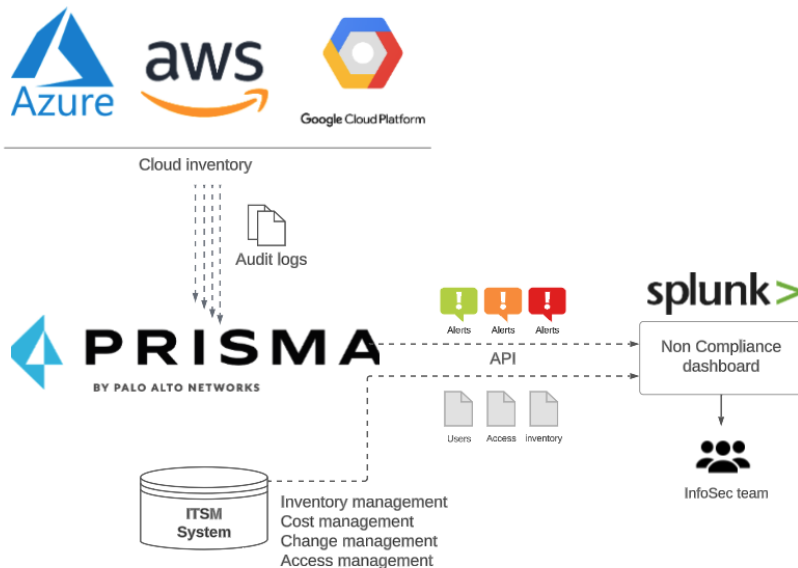 Azure
aws
Google Cloud Platform
Cloud inventory
Audit logs
PRISMA
BY PALO ALTO NETWORKS
Alerts
Alerts
Alerts
API
Users
Access
inventory
splunk>
Non Compliance
dashboard
InfoSec team
ITSM
System
Inventory management
Cost management
Change management
Access management